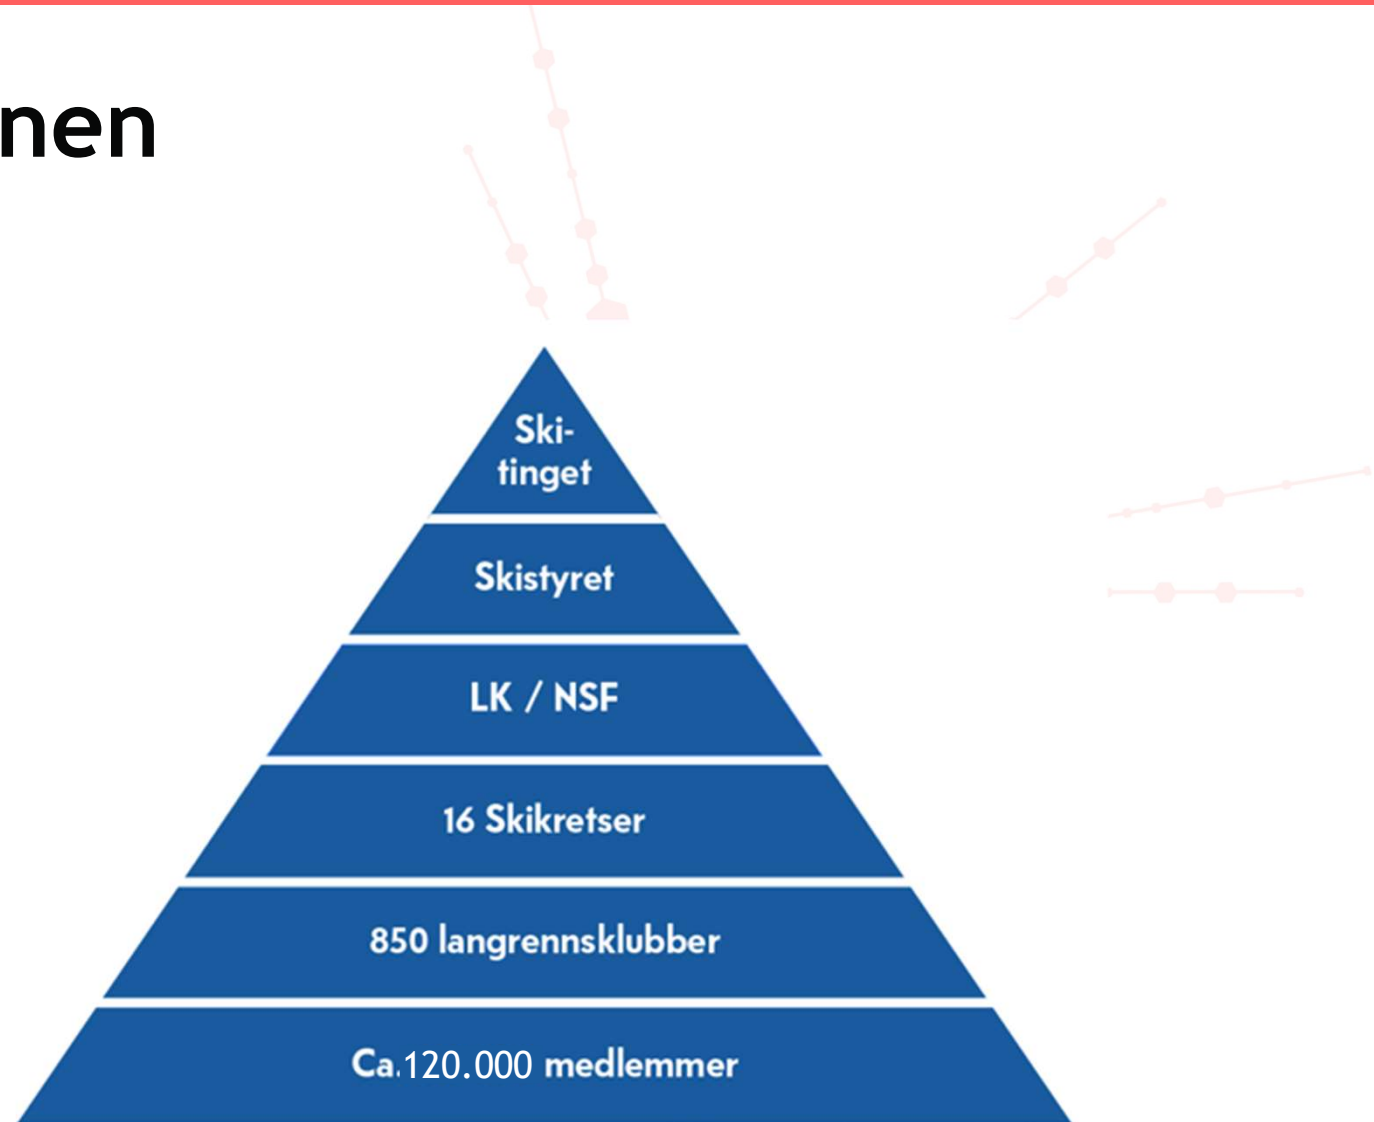 nen
Ski-
tinget
Skistyret
LK / NSF
16 Skikretser
850 langrennsklubber
Ca.120.000 medlemmer